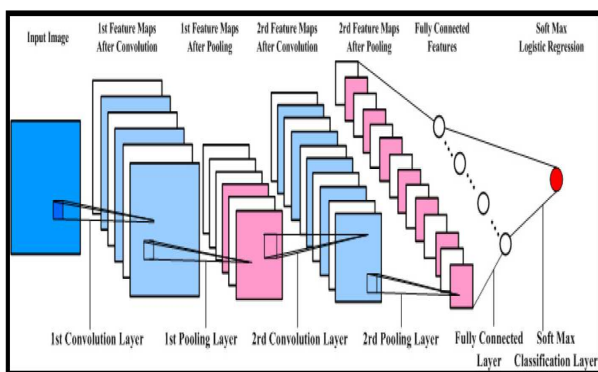 Input Image
1st Feature Maps
After Convolution
1st Feature Maps
After Pooling
2rd Feature Maps
After Convolution
2rd Feature Maps
After Pooling
Fully Connected
Features
Soft Max
Logistic Regression
1st Convolution Layer
1st Pooling Layer
2rd Convolution Layer
2rd Pooling Layer
Fully Connected
Layer
Soft Max
Classification Layer